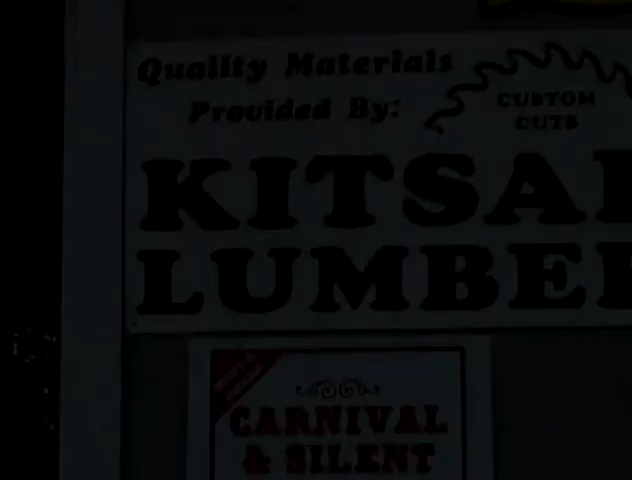 Quality Materials
Provided By:
CUSTOM
CUTS
KITSA
LUMBE
CARNIVAL
& SILENT